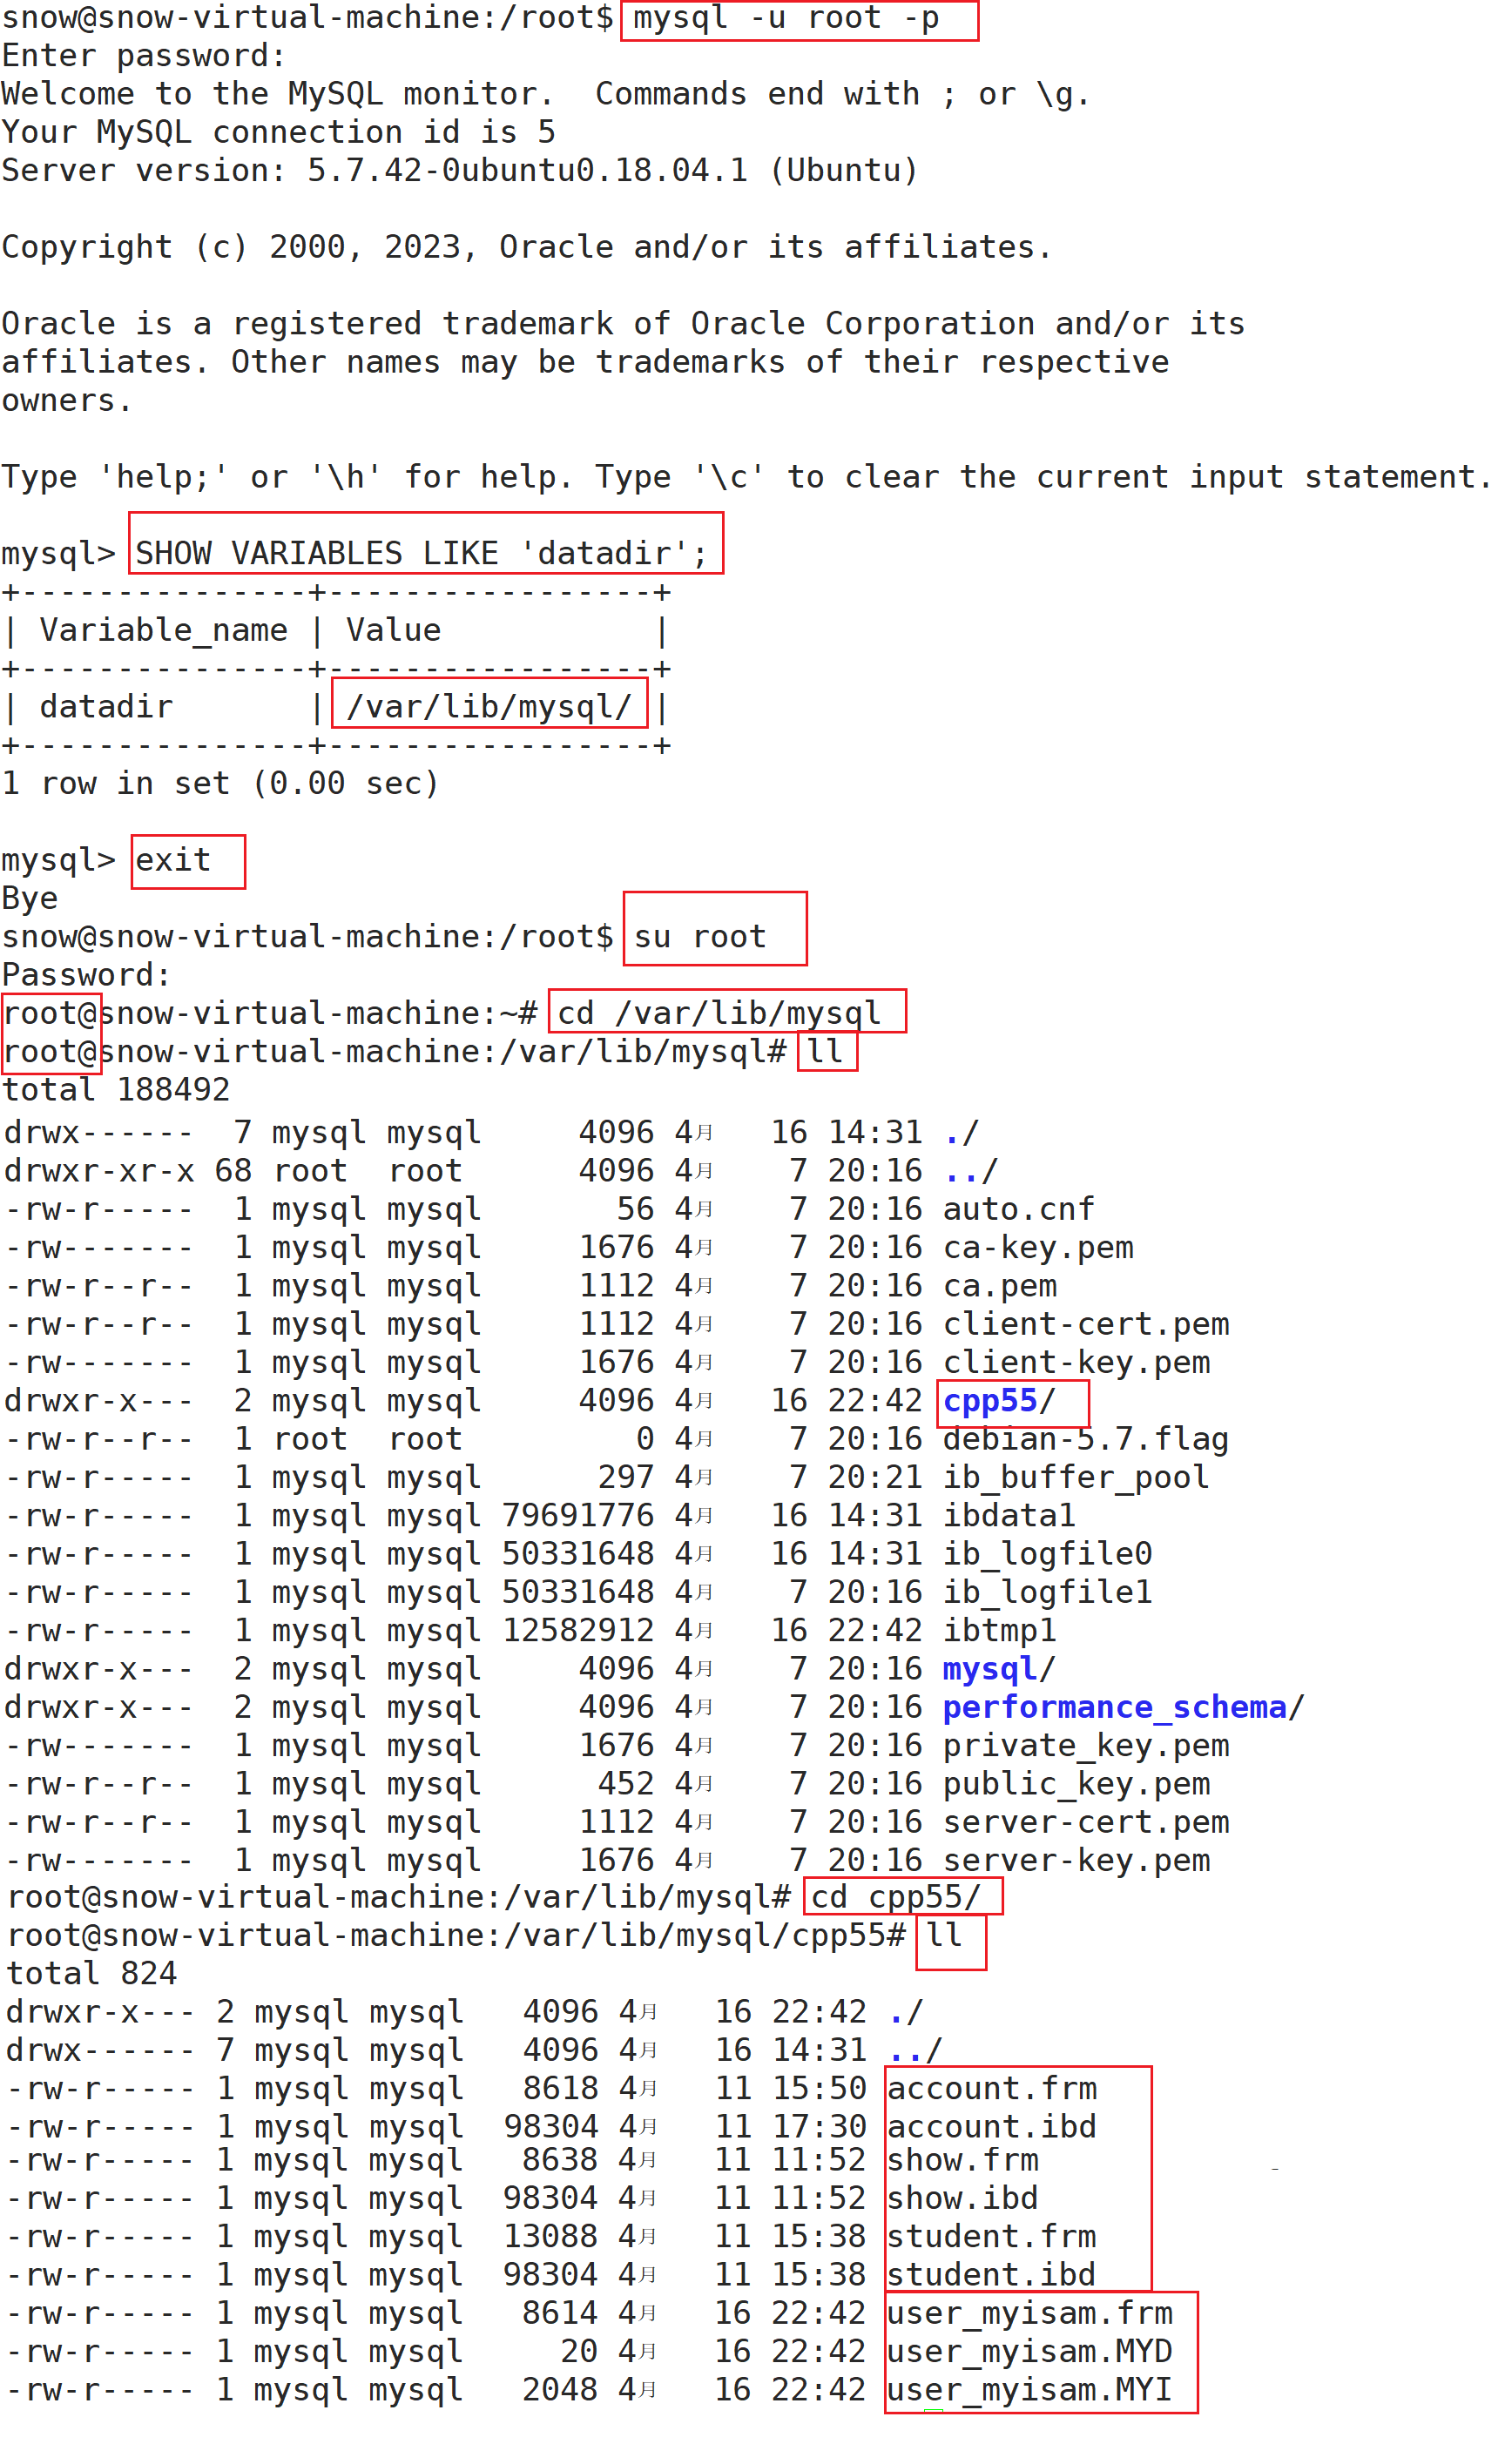 snow@snow-virtual-machine:/root$ mysql -u root -p
Enter password:
Welcome to the MySQL monitor.  Commands end with ; or \g.
Your MySQL connection id is 5
Server version: 5.7.42-0ubuntu0.18.04.1 (Ubuntu)
Copyright (c) 2000, 2023, Oracle and/or its affiliates.
Oracle is a registered trademark of Oracle Corporation and/or its
affiliates. Other names may be trademarks of their respective
owners.
Type 'help;' or '\h' for help. Type '\c' to clear the current input statement.
mysql> SHOW VARIABLES LIKE 'datadir';
+---------------+-----------------+
| Variable_name | Value           |
+---------------+-----------------+
| datadir       | /var/lib/mysql/ |
+---------------+-----------------+
1 row in set (0.00 sec)
mysql> exit
Bye
snow@snow-virtual-machine:/root$ su root
Password:
root@snow-virtual-machine:~# cd /var/lib/mysql
root@snow-virtual-machine:/var/lib/mysql# ll
total 188492
drwx------  7 mysql mysql     4096 4月   16 14:31 ./
drwxr-xr-x 68 root  root      4096 4月    7 20:16 ../
-rw-r-----  1 mysql mysql       56 4月    7 20:16 auto.cnf
-rw-------  1 mysql mysql     1676 4月    7 20:16 ca-key.pem
-rw-r--r--  1 mysql mysql     1112 4月    7 20:16 ca.pem
-rw-r--r--  1 mysql mysql     1112 4月    7 20:16 client-cert.pem
-rw-------  1 mysql mysql     1676 4月    7 20:16 client-key.pem
drwxr-x---  2 mysql mysql     4096 4月   16 22:42 cpp55/
-rw-r--r--  1 root  root         0 4月    7 20:16 debian-5.7.flag
-rw-r-----  1 mysql mysql      297 4月    7 20:21 ib_buffer_pool
-rw-r-----  1 mysql mysql 79691776 4月   16 14:31 ibdata1
-rw-r-----  1 mysql mysql 50331648 4月   16 14:31 ib_logfile0
-rw-r-----  1 mysql mysql 50331648 4月    7 20:16 ib_logfile1
-rw-r-----  1 mysql mysql 12582912 4月   16 22:42 ibtmp1
drwxr-x---  2 mysql mysql     4096 4月    7 20:16 mysql/
drwxr-x---  2 mysql mysql     4096 4月    7 20:16 performance_schema/
-rw-------  1 mysql mysql     1676 4月    7 20:16 private_key.pem
-rw-r--r--  1 mysql mysql      452 4月    7 20:16 public_key.pem
-rw-r--r--  1 mysql mysql     1112 4月    7 20:16 server-cert.pem
-rw-------  1 mysql mysql     1676 4月    7 20:16 server-key.pem
root@snow-virtual-machine:/var/lib/mysql# cd cpp55/
root@snow-virtual-machine:/var/lib/mysql/cpp55# ll
total 824
drwxr-x--- 2 mysql mysql   4096 4月   16 22:42 ./
drwx------ 7 mysql mysql   4096 4月   16 14:31 ../
-rw-r----- 1 mysql mysql   8618 4月   11 15:50 account.frm
-rw-r----- 1 mysql mysql  98304 4月   11 17:30 account.ibd
-rw-r----- 1 mysql mysql   8638 4月   11 11:52 show.frm
-rw-r----- 1 mysql mysql  98304 4月   11 11:52 show.ibd
-rw-r----- 1 mysql mysql  13088 4月   11 15:38 student.frm
-rw-r----- 1 mysql mysql  98304 4月   11 15:38 student.ibd
-rw-r----- 1 mysql mysql   8614 4月   16 22:42 user_myisam.frm
-rw-r----- 1 mysql mysql     20 4月   16 22:42 user_myisam.MYD
-rw-r----- 1 mysql mysql   2048 4月   16 22:42 user_myisam.MYI